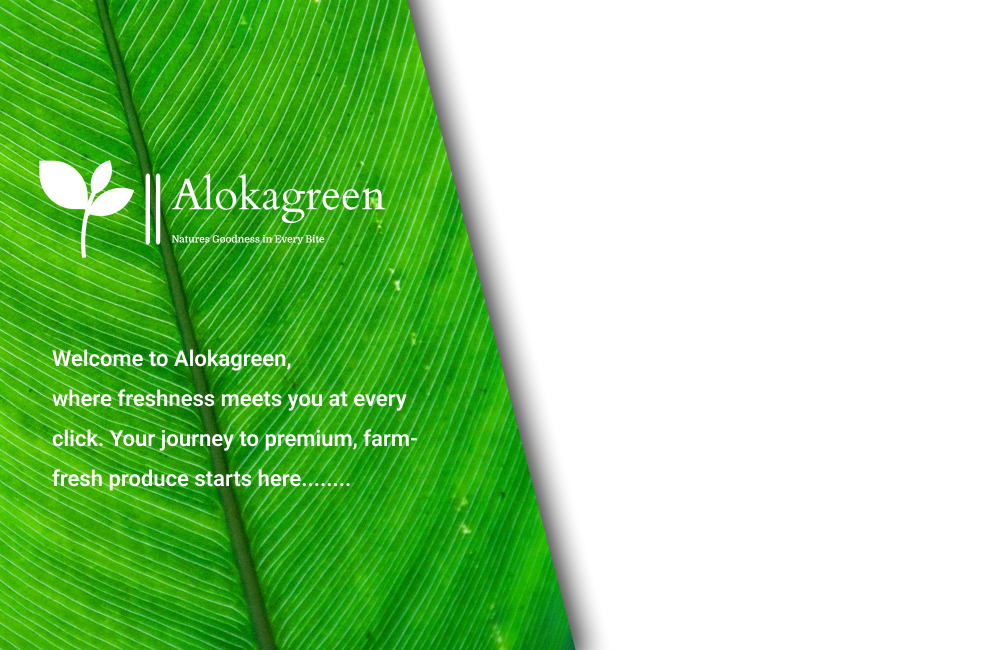 Alokagreen
Natures Goodness in Every Bite
Welcome to Alokagreen,
where freshness meets you at every
click. Your journey to premium, farm-
fresh produce starts here........